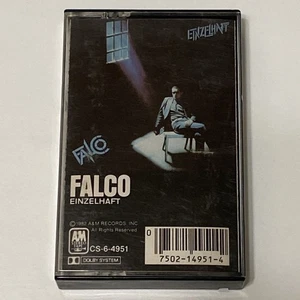 EINZELHAFT
FALCO
FALCO
EINZELHAFT
©1982 A&M RECORDS, INC.
All Rights Reserved
A&M
CS-6-4951
DOLBY SYSTEM
0
7502-14951-4